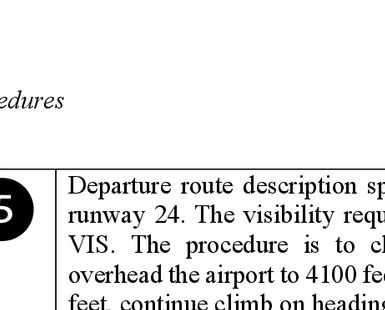 edures
5
Departure route description sp
runway 24. The visibility requ
VIS. The procedure is to cl
overhead the airport to 4100 fee
feet, continue climb on heading